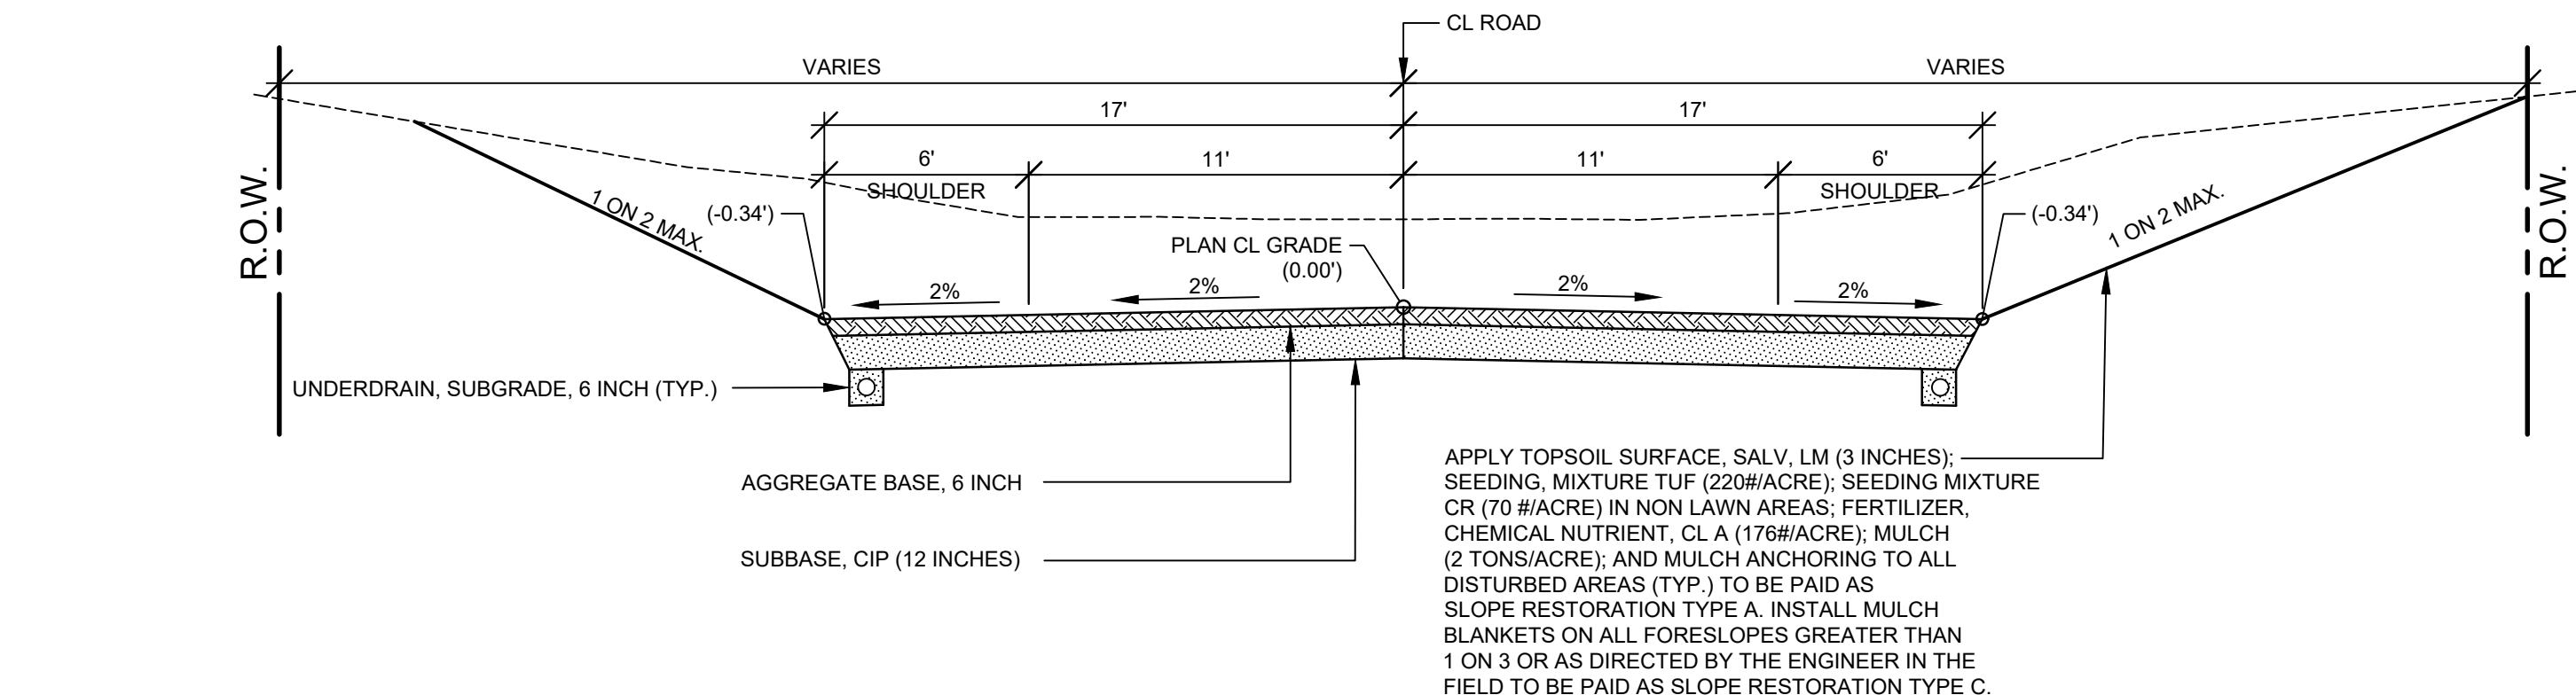 CL ROAD
VARIES
VARIES
17'
17'
6'
11'
11'
6'
SHOULDER
SHOULDER
R.O.W.
R.O.W.
1 ON 2 MAX.
(-0.34')
(-0.34')
1 ON 2 MAX.
PLAN CL GRADE
(0.00')
2%
2%
2%
2%
UNDERDRAIN, SUBGRADE, 6 INCH (TYP.)
AGGREGATE BASE, 6 INCH
SUBBASE, CIP (12 INCHES)
APPLY TOPSOIL SURFACE, SALV, LM (3 INCHES);
SEEDING, MIXTURE TUF (220#/ACRE); SEEDING MIXTURE
CR (70 #/ACRE) IN NON LAWN AREAS; FERTILIZER,
CHEMICAL NUTRIENT, CL A (176#/ACRE); MULCH
(2 TONS/ACRE); AND MULCH ANCHORING TO ALL
DISTURBED AREAS (TYP.) TO BE PAID AS
SLOPE RESTORATION TYPE A. INSTALL MULCH
BLANKETS ON ALL FORESLOPES GREATER THAN
1 ON 3 OR AS DIRECTED BY THE ENGINEER IN THE
FIELD TO BE PAID AS SLOPE RESTORATION TYPE C.